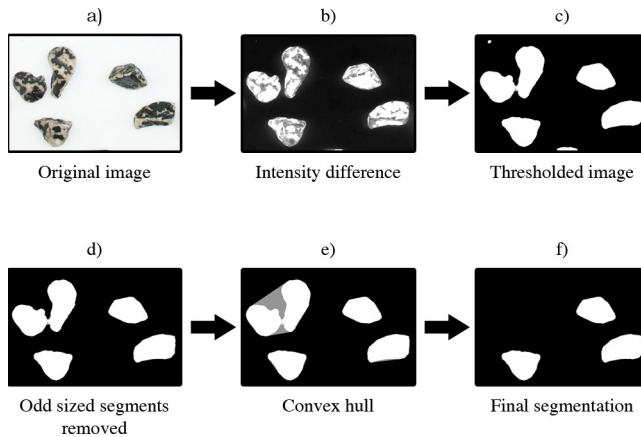 a)
b)
c)
Original image
Intensity difference
Thresholded image
d)
e)
f)
Odd sized segments
removed
Convex hull
Final segmentation